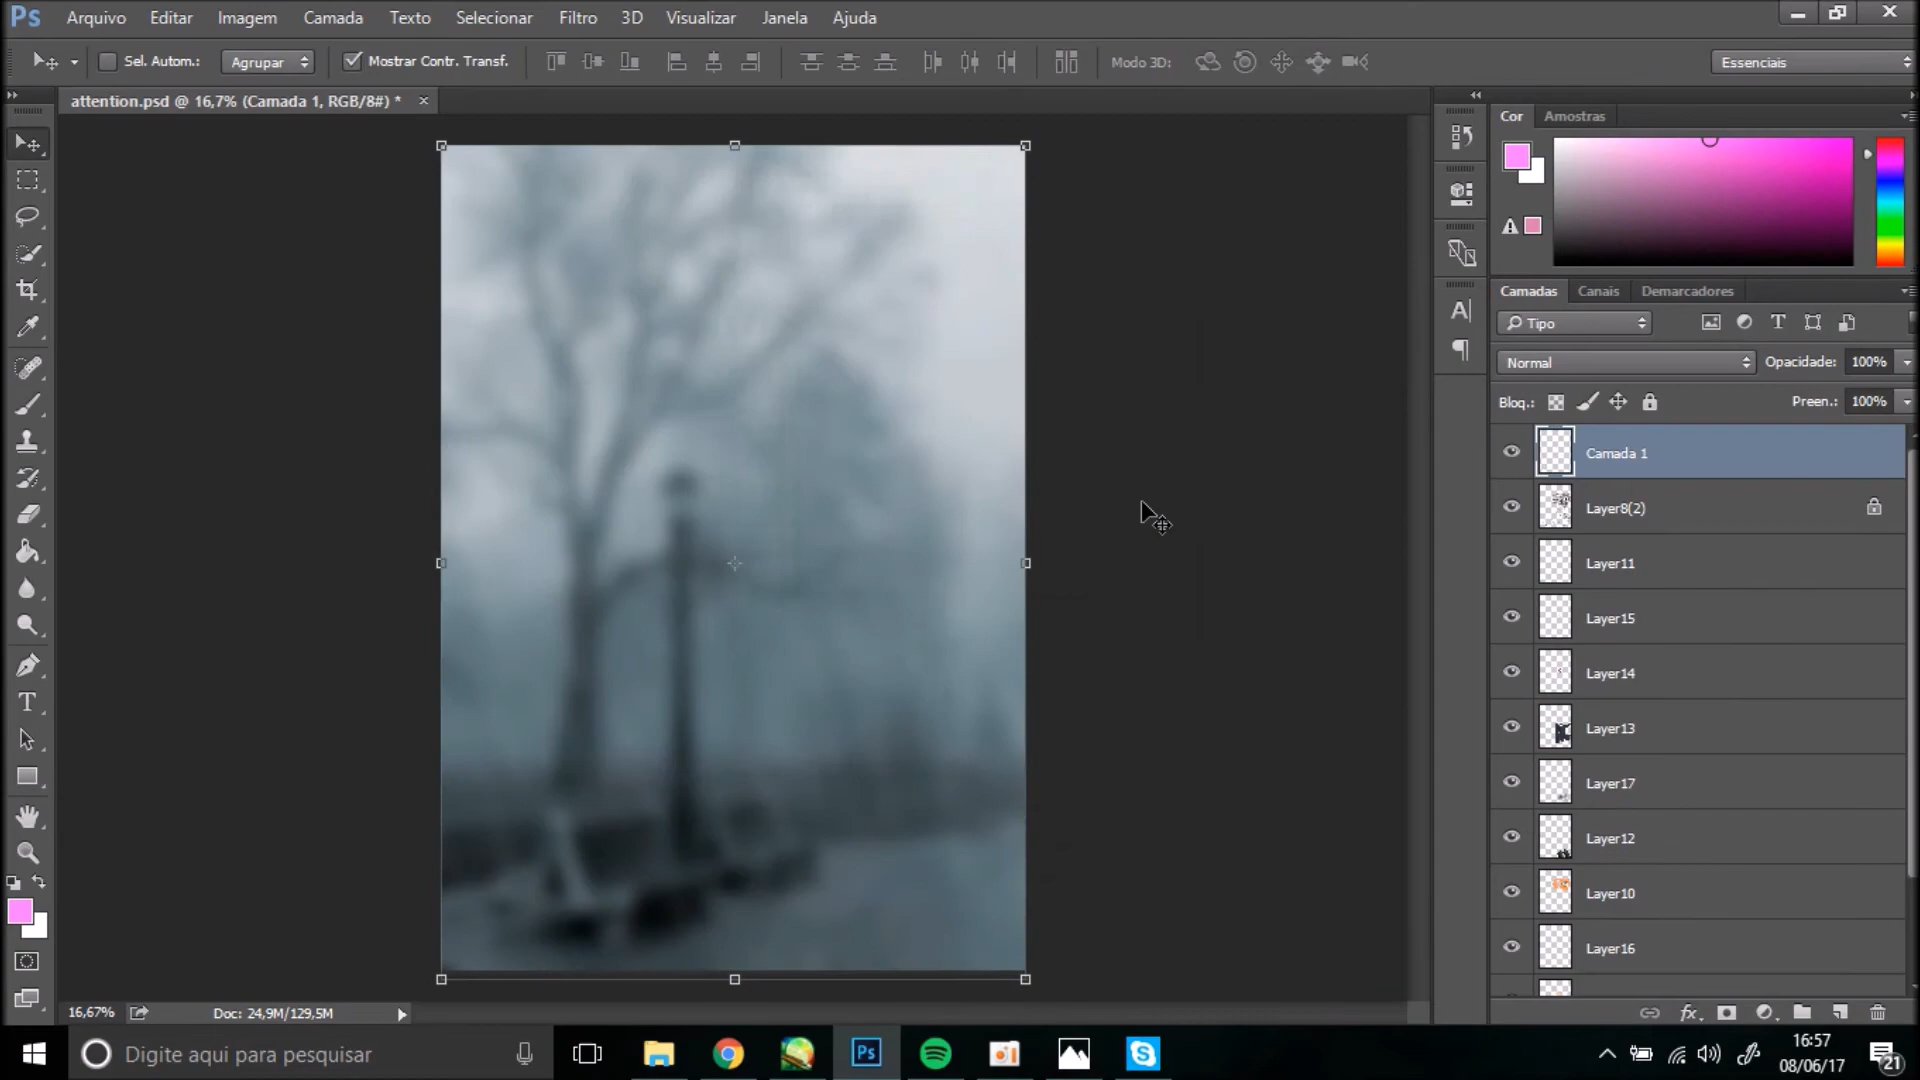 Ps Arquivo Editar Imagem Camada Texto Selecionar Filtro 3D Visualizar Janela Ajuda
Sel. Autom.: Agrupar Mostrar Contr. Transf. Modo 3D: Essenciais
attention.psd @ 16,7% (Camada 1, RGB/8#) *
Cor Amostras
Camadas Canais Demarcadores
Tipo
Normal Opacidade: 100%
Bloq.: Preen.: 100%
Camada 1
Layer8(2)
Layer11
Layer15
Layer14
Layer13
Layer17
Layer12
Layer10
Layer16
16,67% Doc: 24,9M/129,5M
Digite aqui para pesquisar
Ps
16:57
08/06/17
21